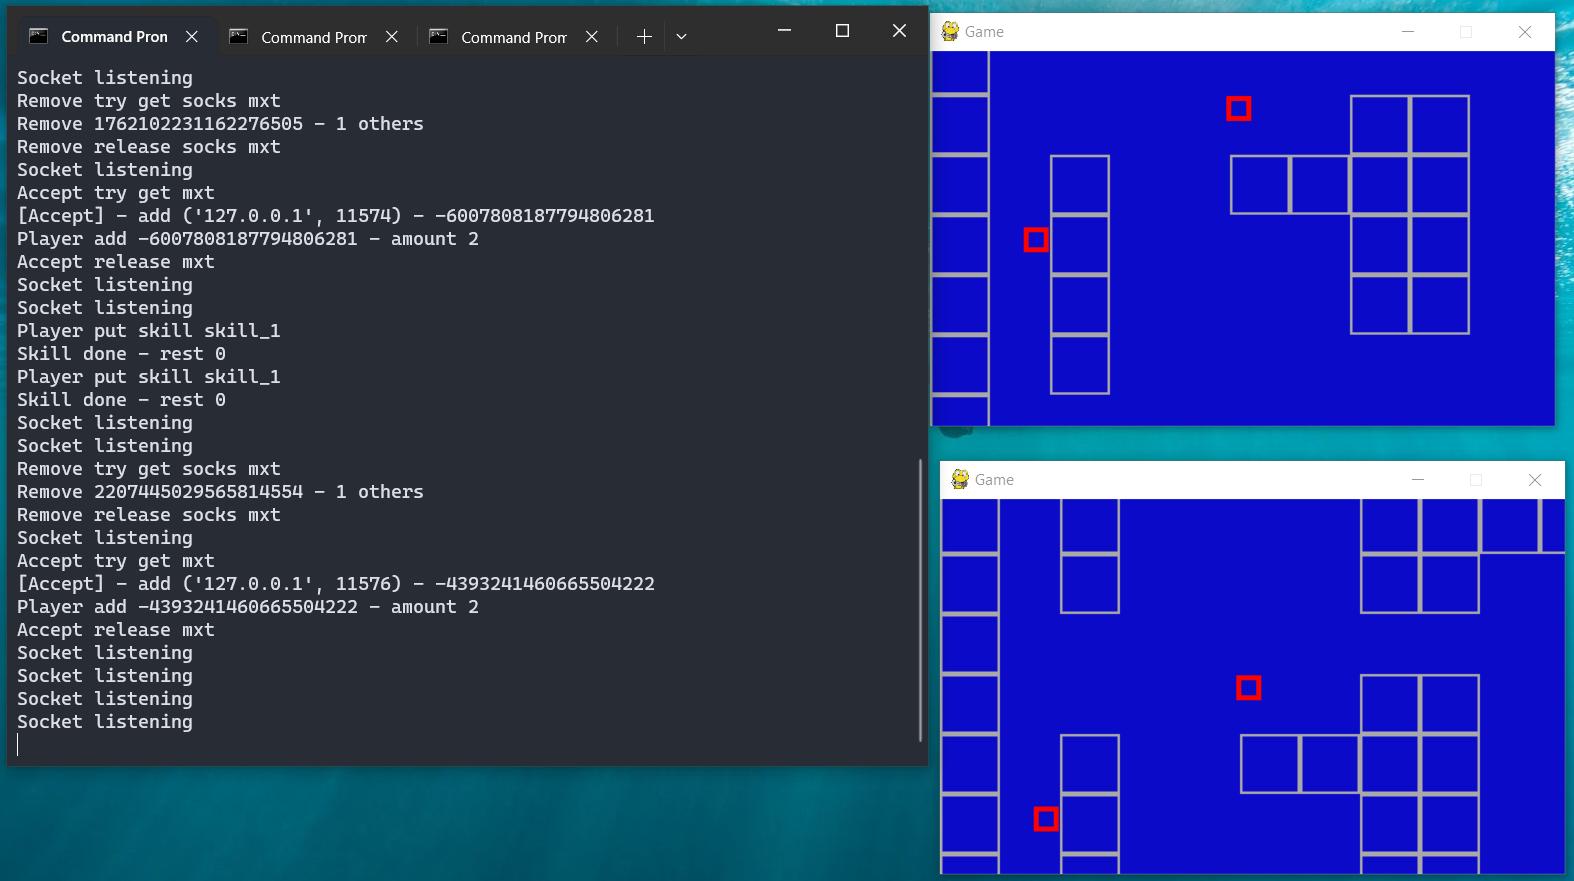 Command Pron
Command Pron
Command Prom
Socket listening
Remove try get socks mxt
Remove 1762102231162276505 - 1 others
Remove release socks mxt
Socket listening
Accept try get mxt
[Accept] - add ('127.0.0.1', 11574) - -6007808187794806281
Player add -6007808187794806281 - amount 2
Accept release mxt
Socket listening
Socket listening
Player put skill skill_1
Skill done - rest 0
Player put skill skill_1
Skill done - rest 0
Socket listening
Socket listening
Remove try get socks mxt
Remove 2207445029565814554 - 1 others
Remove release socks mxt
Socket listening
Accept try get mxt
[Accept] - add ('127.0.0.1', 11576) - -4393241460665504222
Player add -4393241460665504222 - amount 2
Accept release mxt
Socket listening
Socket listening
Socket listening
Socket listening
Game
Game